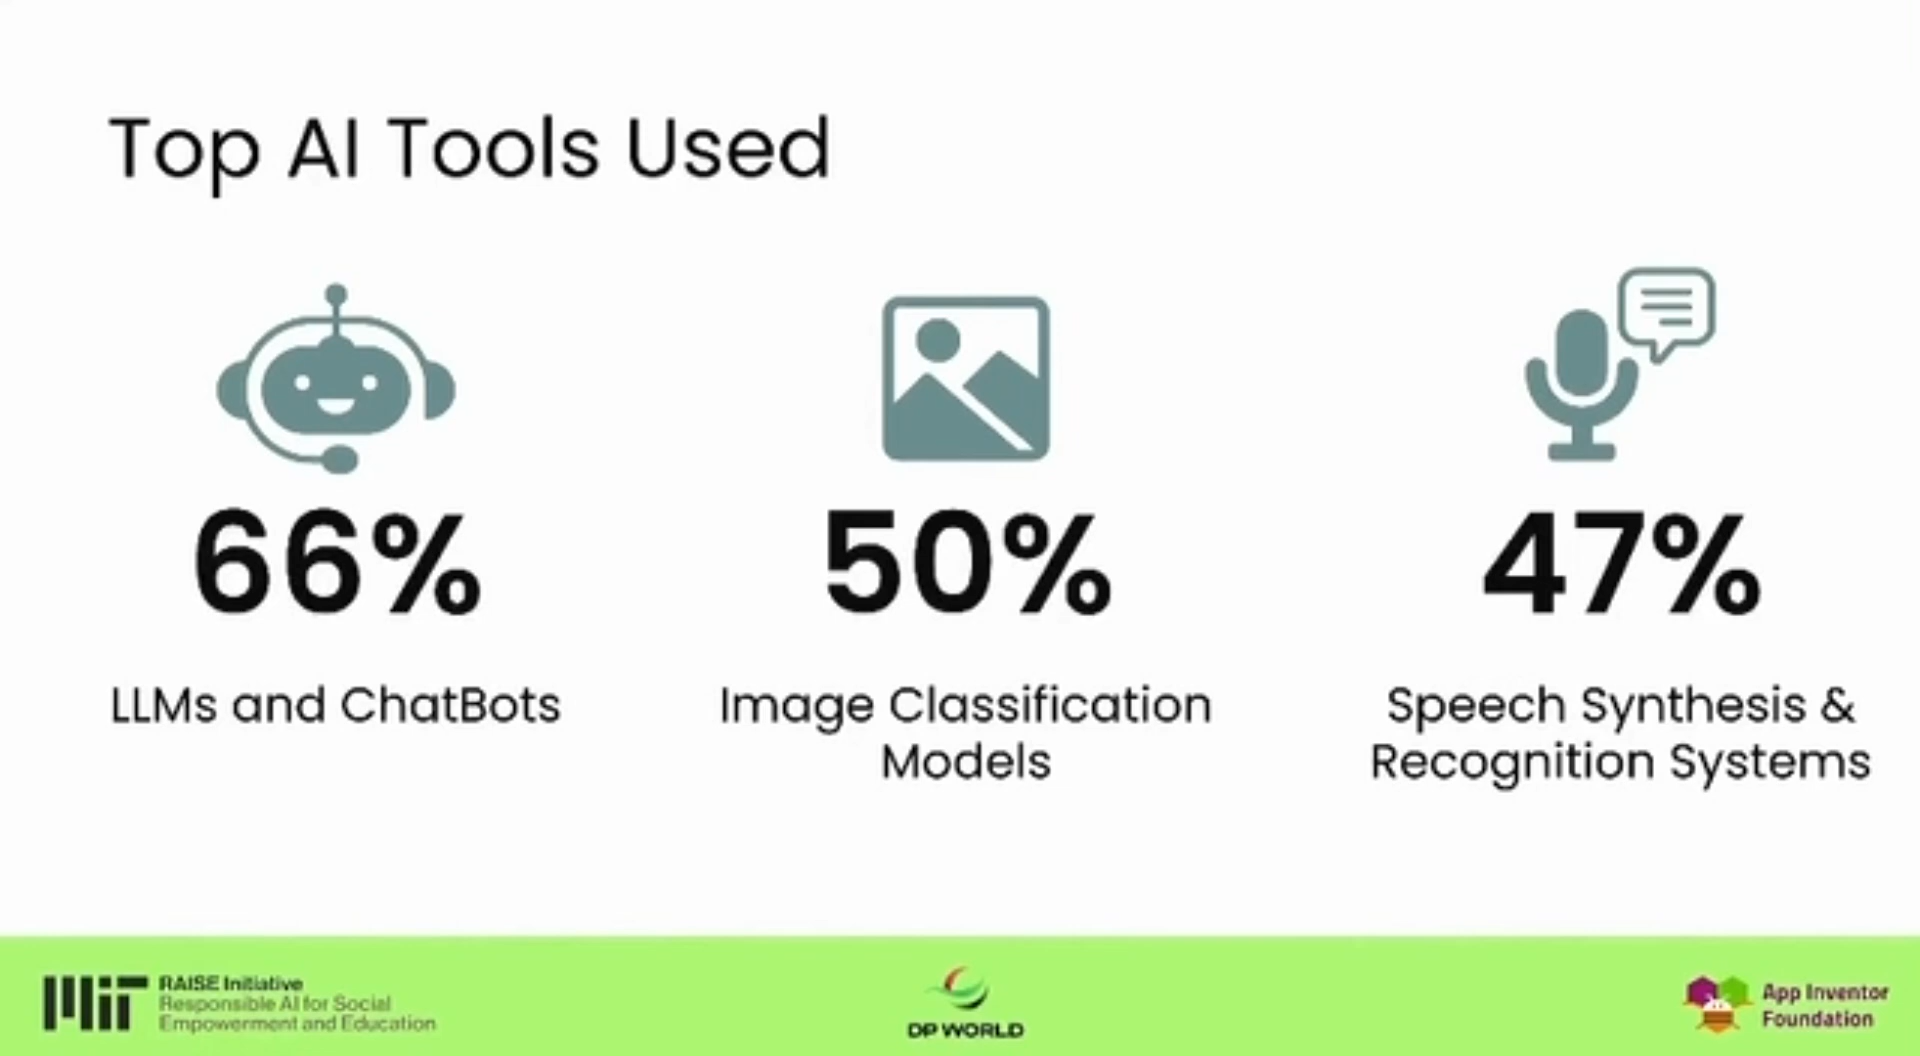 Top AI Tools Used
66%
LLMs and ChatBots
50%
Image Classification
Models
47%
Speech Synthesis &
Recognition Systems
MIT
RAISE Initiative
Responsible AI for Social
Empowerment and Education
DP WORLD
App Inventor
Foundation